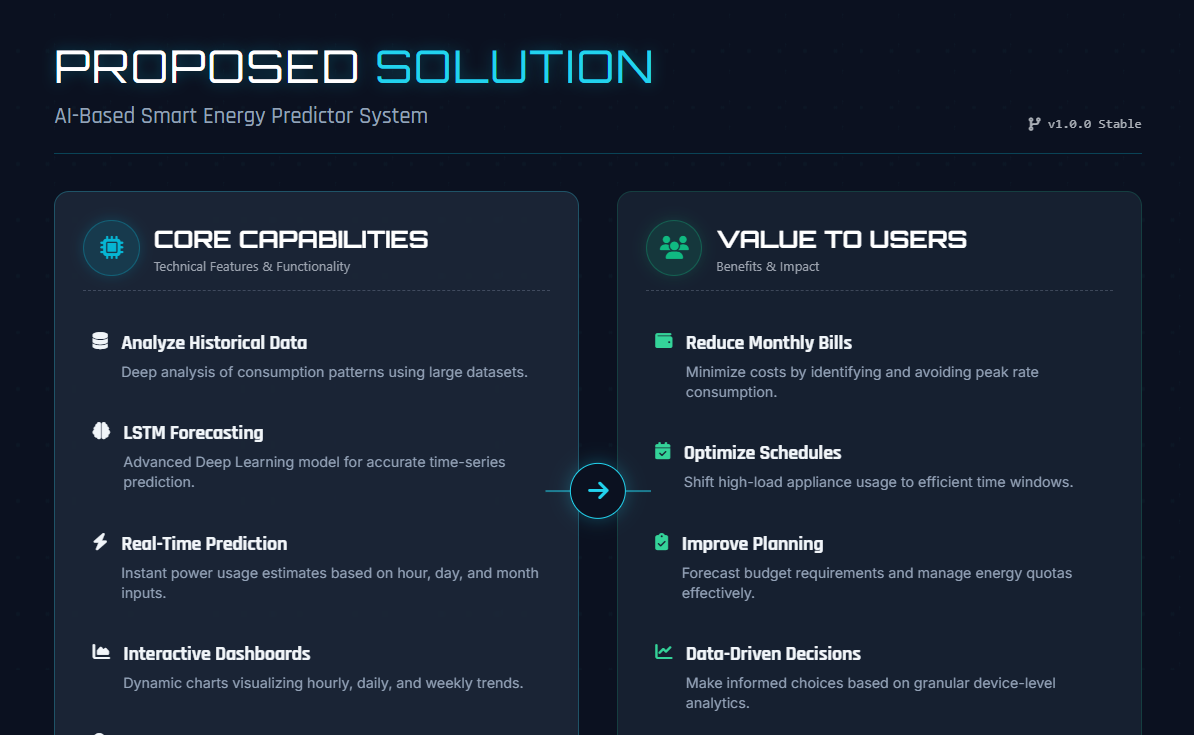 PROPOSED SOLUTION
AI-Based Smart Energy Predictor System
v1.0.0 Stable
CORE CAPABILITIES
Technical Features & Functionality
Analyze Historical Data
Deep analysis of consumption patterns using large datasets.
LSTM Forecasting
Advanced Deep Learning model for accurate time-series
prediction.
Real-Time Prediction
Instant power usage estimates based on hour, day, and month
inputs.
Interactive Dashboards
Dynamic charts visualizing hourly, daily, and weekly trends.
VALUE TO USERS
Benefits & Impact
Reduce Monthly Bills
Minimize costs by identifying and avoiding peak rate
consumption.
Optimize Schedules
Shift high-load appliance usage to efficient time windows.
Improve Planning
Forecast budget requirements and manage energy quotas
effectively.
Data-Driven Decisions
Make informed choices based on granular device-level
analytics.